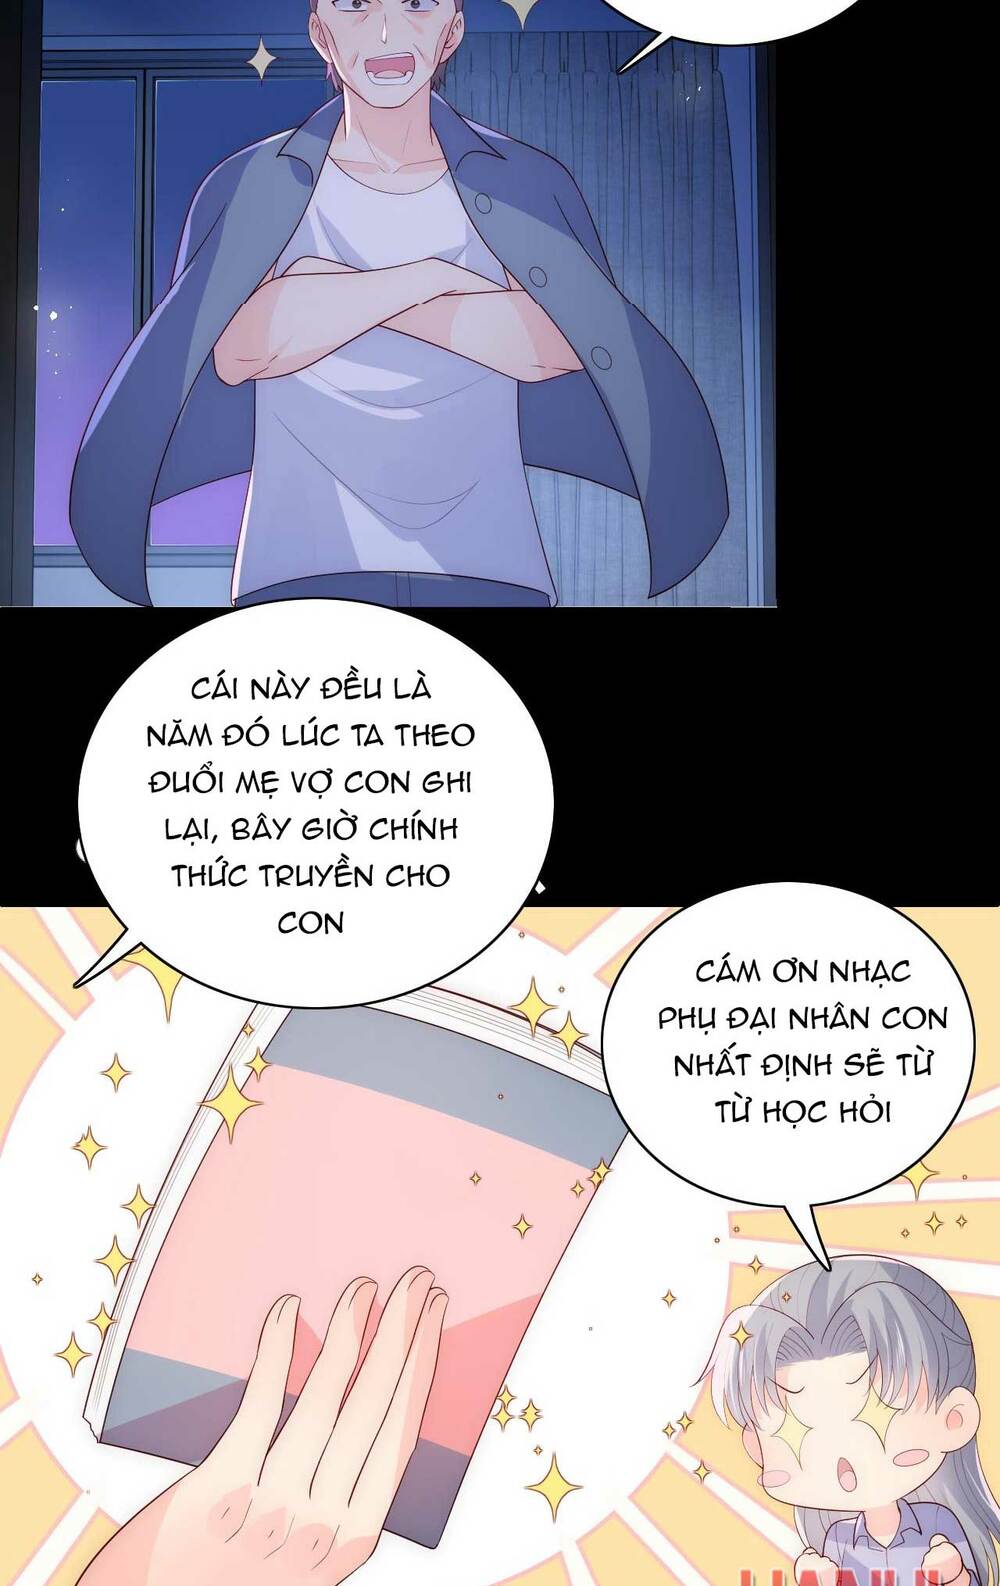 CÁI NÀY ĐỀU LÀ
NĂM ĐÓ LÚC TA THEO
ĐUỔI MẸ VỢ CON GHI
LẠI, BÂY GIỜ CHÍNH
THỨC TRUYỀN CHO
CON
CÁM ƠN NHẠC
PHỤ ĐẠI NHÂN CON
NHẤT ĐỊNH SẼ TỪ
TỪ HỌC HỎI